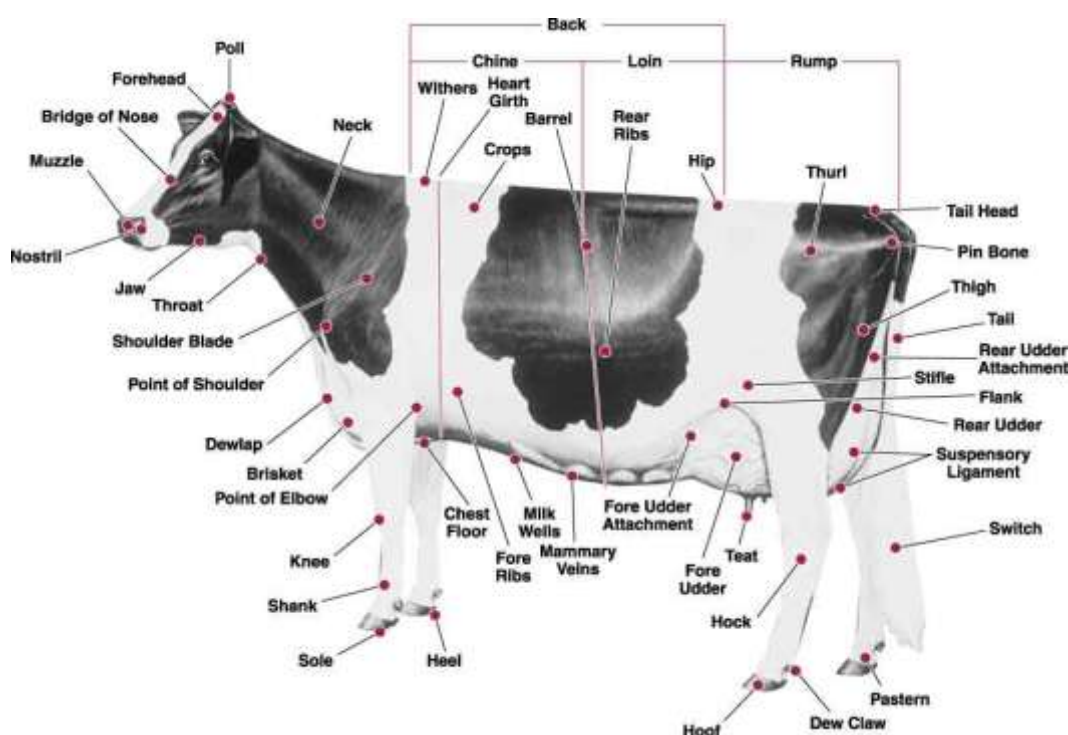 Back
Chine
Loin
Rump
Poll
Forehead
Bridge of Nose
Muzzle
Neck
Withers
Heart
Girth
Crops
Barrel
Rear
Ribs
Hip
Thurl
Tail Head
Pin Bone
Nostril
Jaw
Throat
Shoulder Blade
Point of Shoulder
Thigh
Tail
Rear Udder
Attachment
Stifle
Flank
Rear Udder
Dewlap
Brisket
Point of Elbow
Suspensory
Ligament
Chest
Floor
Milk
Wells
Fore Udder
Attachment
Knee
Fore
Ribs
Mammary
Veins
Fore
Udder
Teat
Switch
Shank
Hock
Sole
Heel
Pastern
Hoof
Dew Claw